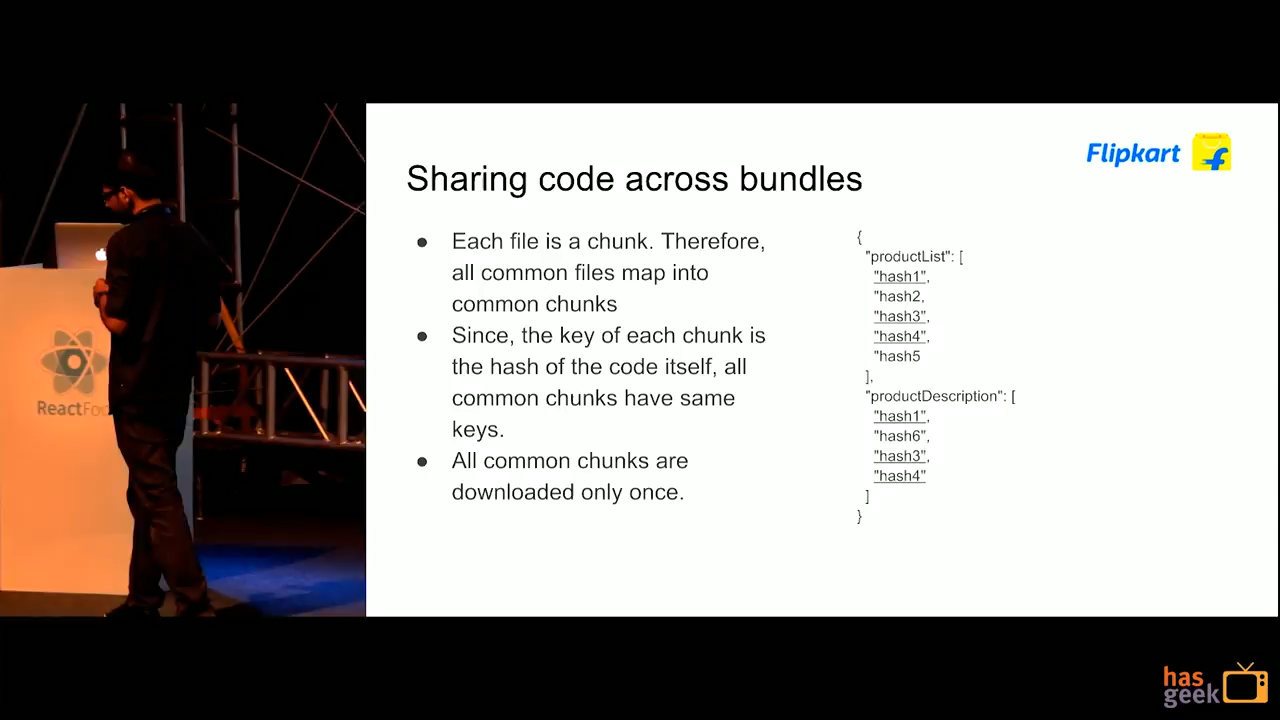 Flipkart
Sharing code across bundles
● Each file is a chunk. Therefore,
all common files map into
common chunks
● Since, the key of each chunk is
the hash of the code itself, all
common chunks have same
keys.
● All common chunks are
downloaded only once.
{
"productList": [
"hash1",
"hash2,
"hash3",
"hash4",
"hash5
],
"productDescription": [
"hash1",
"hash6",
"hash3",
"hash4"
]
}
has
geek